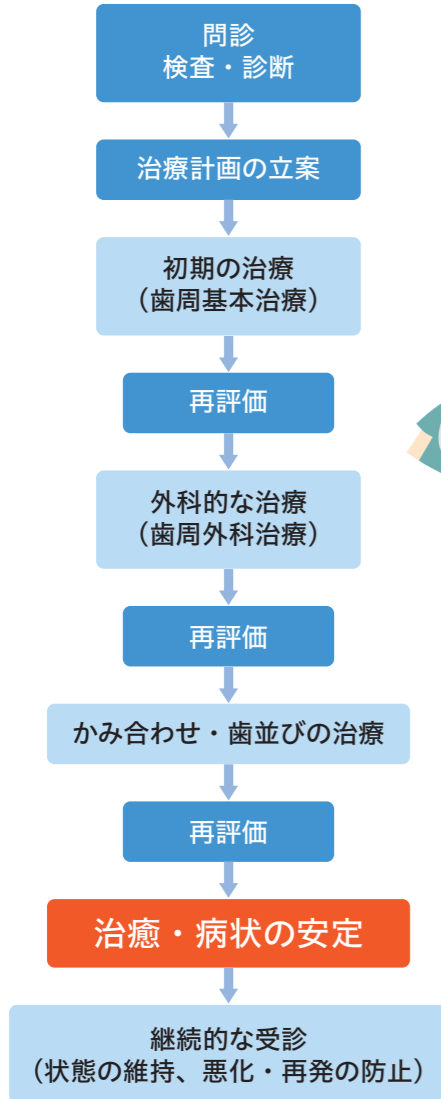 問診
検査・診断
治療計画の立案
初期の治療
（歯周基本治療）
再評価
外科的な治療
（歯周外科治療）
再評価
かみ合わせ・歯並びの治療
再評価
治癒・病状の安定
継続的な受診
（状態の維持、悪化・再発の防止）